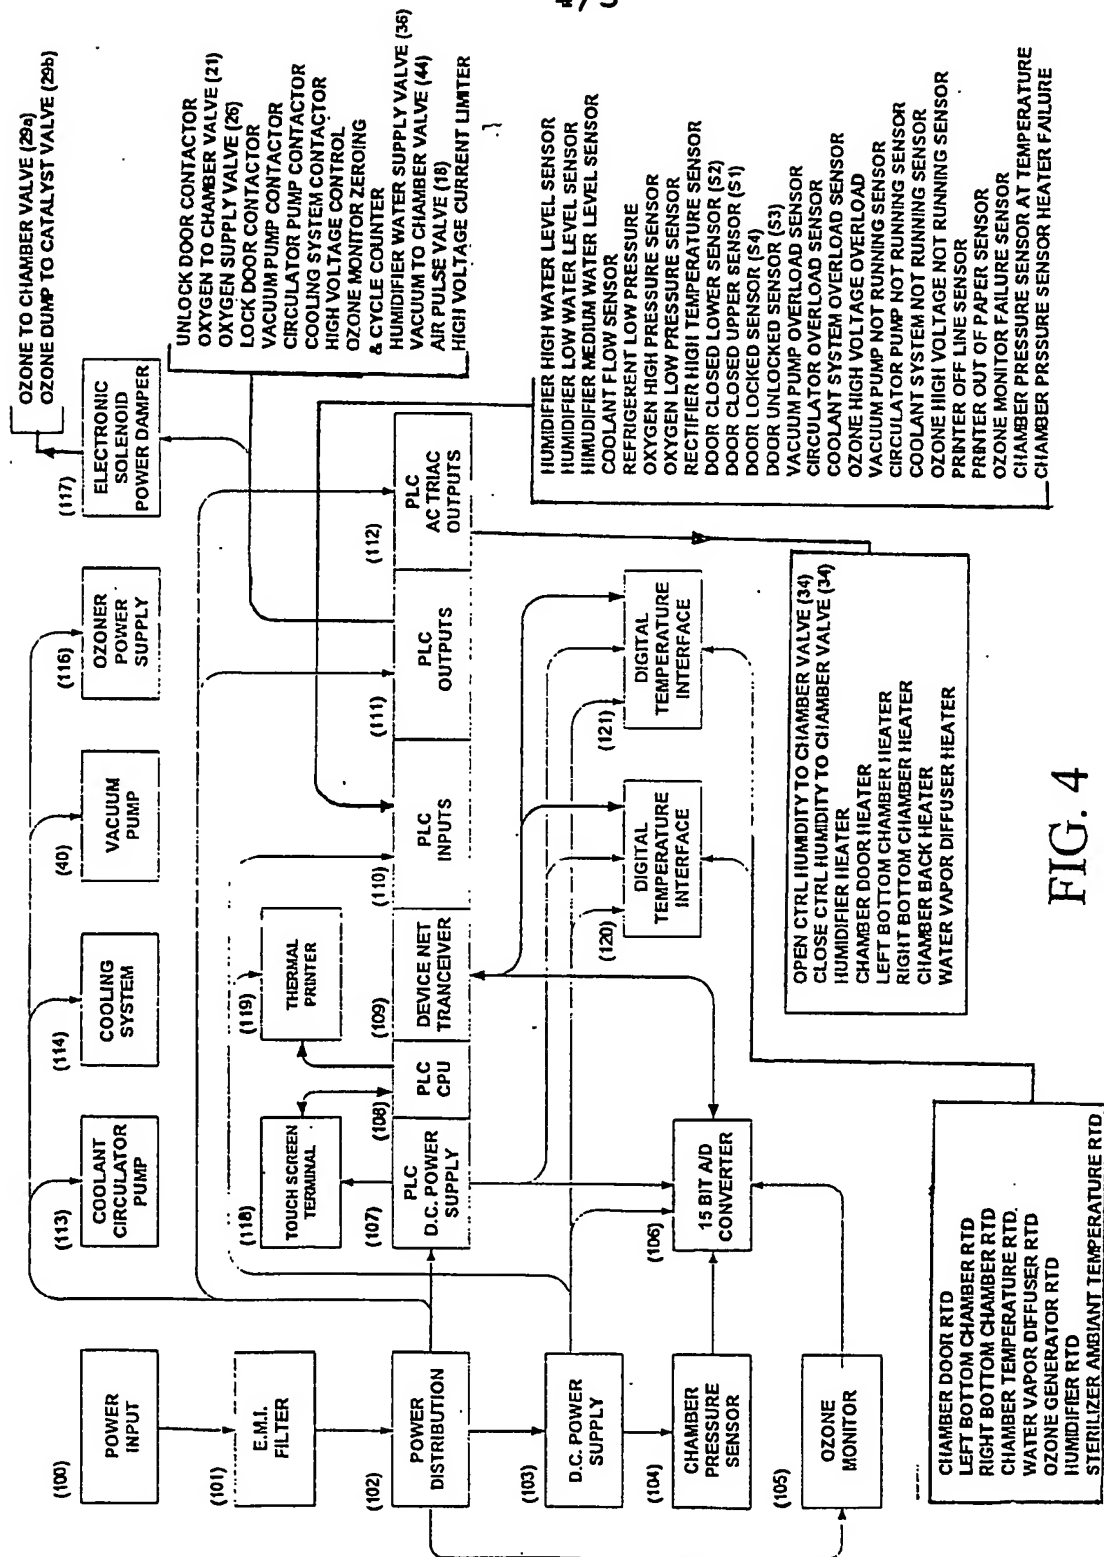 4/5
OZONE TO CHAMBER VALVE (29a)
OZONE DUMP TO CATALYST VALVE (29b)
(117)
ELECTRONIC
SOLENOID
POWER DAMPER
UNLOCK DOOR CONTACTOR
OXYGEN TO CHAMBER VALVE (21)
OXYGEN SUPPLY VALVE (26)
LOCK DOOR CONTACTOR
VACUUM PUMP CONTACTOR
CIRCULATOR PUMP CONTACTOR
COOLING SYSTEM CONTACTOR
HIGH VOLTAGE CONTROL
OZONE MONITOR ZEROING
& CYCLE COUNTER
HUMIDIFIER WATER SUPPLY VALVE (36)
VACUUM TO CHAMBER VALVE (44)
AIR PULSE VALVE (18)
HIGH VOLTAGE CURRENT LIMITER
(113)
COOLANT
CIRCULATOR
PUMP
(114)
COOLING
SYSTEM
(40)
VACUUM
PUMP
(116)
OZONER
POWER
SUPPLY
(100)
POWER
INPUT
(101)
E.M.I.
FILTER
(102)
POWER
DISTRIBUTION
(103)
D.C. POWER
SUPPLY
(104)
CHAMBER
PRESSURE
SENSOR
(105)
OZONE
MONITOR
(118)
TOUCH SCREEN
TERMINAL
(119)
THERMAL
PRINTER
(107)
PLC
D.C. POWER
SUPPLY
(108)
PLC
CPU
(109)
DEVICE NET
TRANCEIVER
(110)
PLC
INPUTS
(111)
PLC
OUTPUTS
(112)
PLC
AC TRIAC
OUTPUTS
(106)
15 BIT A/D
CONVERTER
(120)
DIGITAL
TEMPERATURE
INTERFACE
(121)
DIGITAL
TEMPERATURE
INTERFACE
HUMIDIFIER HIGH WATER LEVEL SENSOR
HUMIDIFER LOW WATER LEVEL SENSOR
HIMUDIFIER MEDIUM WATER LEVEL SENSOR
COOLANT FLOW SENSOR
REFRIGERENT LOW PRESSURE
OXYGEN HIGH PRESSURE SENSOR
OXYGEN LOW PRESSURE SENSOR
RECTIFIER HIGH TEMPERATURE SENSOR
DOOR CLOSED LOWER SENSOR (S2)
DOOR CLOSED UPPER SENSOR (S1)
DOOR LOCKED SENSOR (S4)
DOOR UNLOCKED SENSOR (S3)
VACUUM PUMP OVERLOAD SENSOR
CIRCULATOR OVERLOAD SENSOR
COOLANT SYSTEM OVERLOAD SENSOR
OZONE HIGH VOLTAGE OVERLOAD
VACUUM PUMP NOT RUNNING SENSOR
CIRCULATOR PUMP NOT RUNNING SENSOR
COOLANT SYSTEM NOT RUNNING SENSOR
OZONE HIGH VOLTAGE NOT RUNNING SENSOR
PRINTER OFF LINE SENSOR
PRINTER OUT OF PAPER SENSOR
OZONE MONITOR FAILURE SENSOR
CHAMBER PRESSURE SENSOR AT TEMPERATURE
CHAMBER PRESSURE SENSOR HEATER FAILURE
OPEN CTRL HUMIDITY TO CHAMBER VALVE (34)
CLOSE CTRL HUMIDITY TO CHAMBER VALVE (34)
HUMIDIFER HEATER
CHAMBER DOOR HEATER
LEFT BOTTOM CHAMBER HEATER
RIGHT BOTTOM CHAMBER HEATER
CHAMBER BACK HEATER
WATER VAPOR DIFFUSER HEATER
CHAMBER DOOR RTD
LEFT BOTTOM CHAMBER RTD
RIGHT BOTTOM CHAMBER RTD
CHAMBER TEMPERATURE RTD.
WATER VAPOR DIFFUSER RTD
OZONE GENERATOR RTD
HUMIDIFIER RTD
STERILIZER AMBIANT TEMPERATURE RTD
FIG. 4